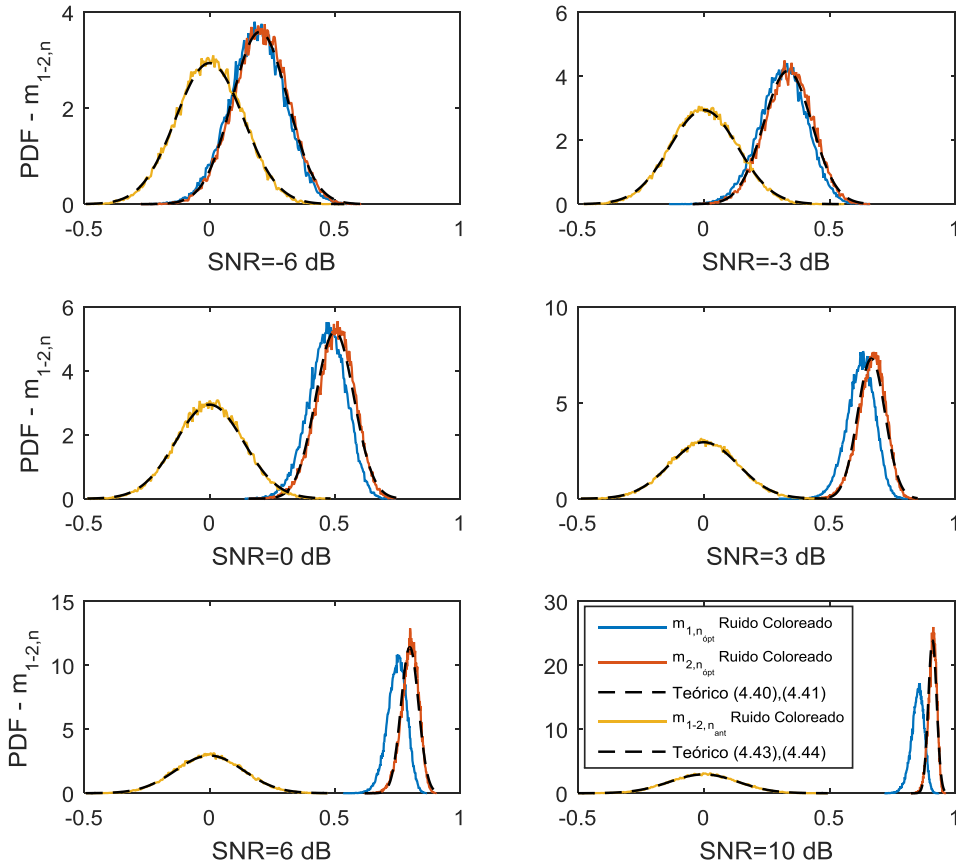 PDF - m1-2,n
4
2
0
-0.5 0 0.5 1
SNR=-6 dB
6
4
2
0
-0.5 0 0.5 1
SNR=-3 dB
PDF - m1-2,n
6
4
2
0
-0.5 0 0.5 1
SNR=0 dB
10
5
0
-0.5 0 0.5 1
SNR=3 dB
PDF - m1-2,n
15
10
5
0
-0.5 0 0.5 1
SNR=6 dB
30
20
10
0
-0.5 0 0.5 1
SNR=10 dB
m1,nópt Ruido Coloreado
m2,nópt Ruido Coloreado
Teórico (4.40),(4.41)
m1-2,nant Ruido Coloreado
Teórico (4.43),(4.44)